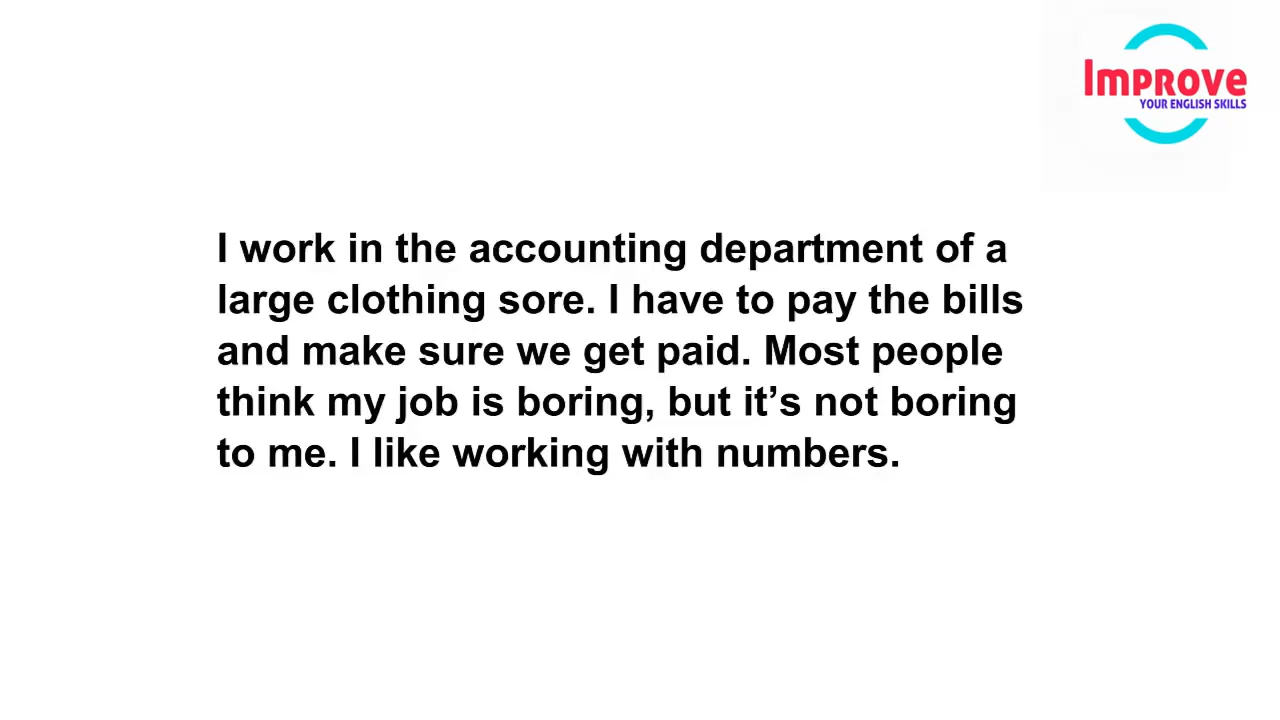 Improve
YOUR ENGLISH SKILLS
I work in the accounting department of a
large clothing sore. I have to pay the bills
and make sure we get paid. Most people
think my job is boring, but it’s not boring
to me. I like working with numbers.